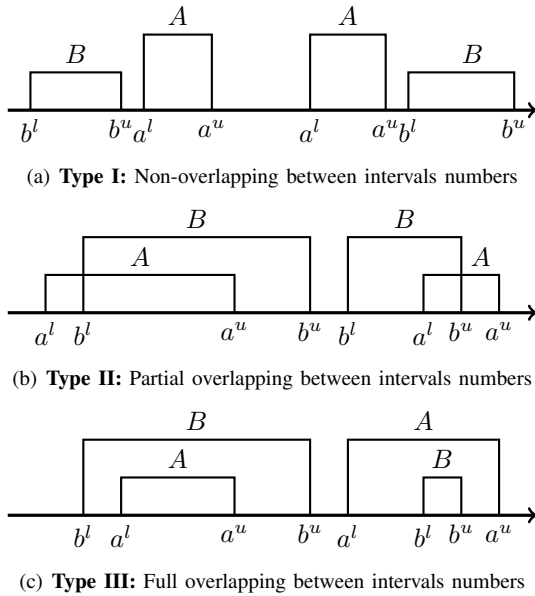 B A A B
b^l b^u a^l a^u a^l a^u b^l b^u
(a) Type I: Non-overlapping between intervals numbers
B B
A A
a^l b^l a^u b^u b^l a^l b^u a^u
(b) Type II: Partial overlapping between intervals numbers
B A
A B
b^l a^l a^u b^u a^l b^l b^u a^u
(c) Type III: Full overlapping between intervals numbers